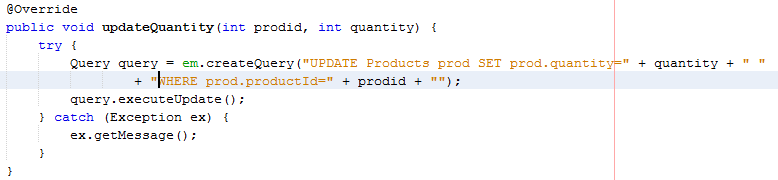 @Override
public void updateQuantity(int prodid, int quantity) {
    try {
        Query query = em.createQuery("UPDATE Products prod SET prod.quantity=" + quantity + " "
                + "WHERE prod.productId=" + prodid + "");
        query.executeUpdate();
    } catch (Exception ex) {
        ex.getMessage();
    }
}